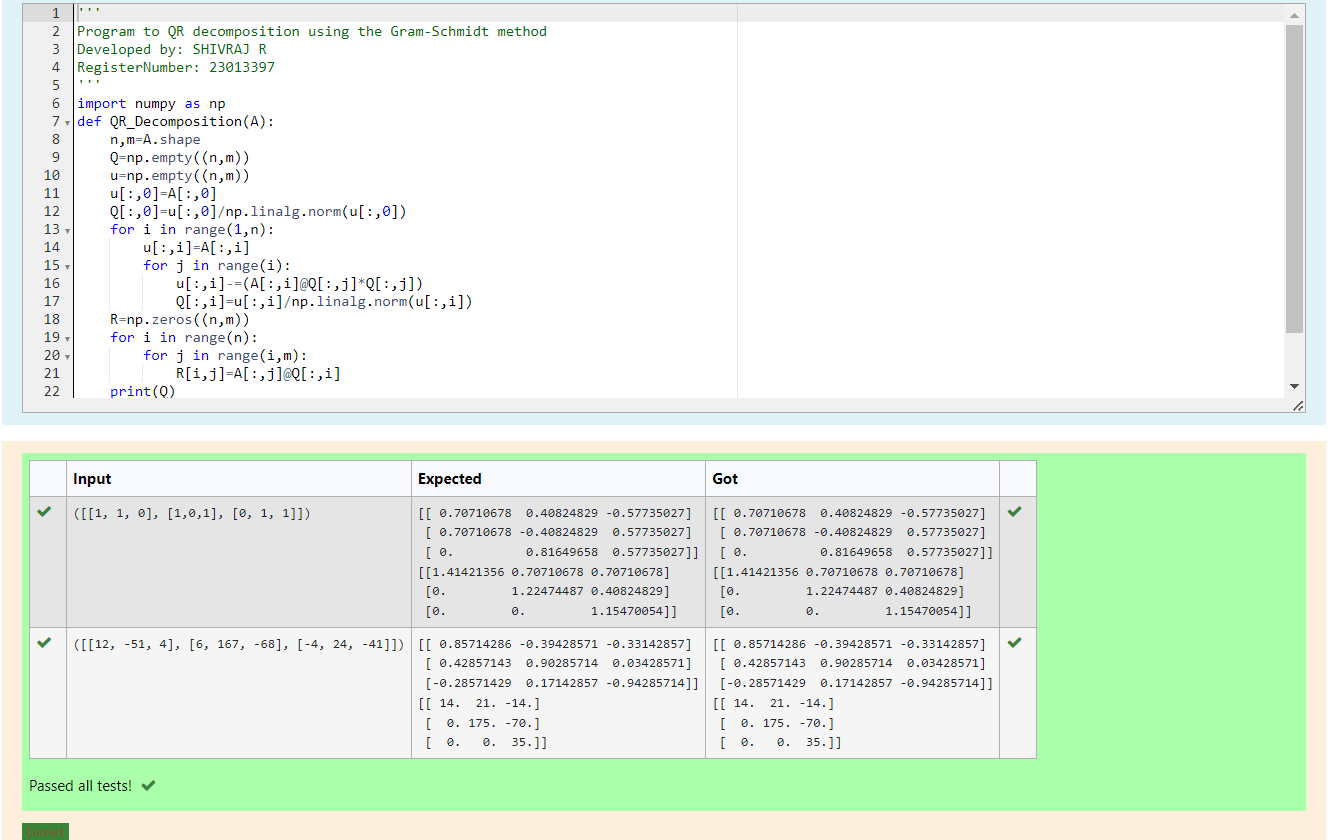 1 '''
2 Program to QR decomposition using the Gram-Schmidt method
3 Developed by: SHIVRAJ R
4 RegisterNumber: 23013397
5 '''
6 import numpy as np
7 def QR_Decomposition(A):
8     n,m=A.shape
9     Q=np.empty((n,m))
10     u=np.empty((n,m))
11     u[:,0]=A[:,0]
12     Q[:,0]=u[:,0]/np.linalg.norm(u[:,0])
13     for i in range(1,n):
14         u[:,i]=A[:,i]
15         for j in range(i):
16             u[:,i]-=(A[:,i]@Q[:,j]*Q[:,j])
17             Q[:,i]=u[:,i]/np.linalg.norm(u[:,i])
18     R=np.zeros((n,m))
19     for i in range(n):
20         for j in range(i,m):
21             R[i,j]=A[:,j]@Q[:,i]
22     print(Q)
Input Expected Got
([[1, 1, 0], [1,0,1], [0, 1, 1]]) [[ 0.70710678  0.40824829 -0.57735027] [[ 0.70710678  0.40824829 -0.57735027]
[ 0.70710678 -0.40824829  0.57735027] [ 0.70710678 -0.40824829  0.57735027]
[ 0.          0.81649658  0.57735027]] [ 0.          0.81649658  0.57735027]]
[[1.41421356 0.70710678 0.70710678] [[1.41421356 0.70710678 0.70710678]
[0.         1.22474487 0.40824829] [0.         1.22474487 0.40824829]
[0.         0.         1.15470054]] [0.         0.         1.15470054]]
([[12, -51, 4], [6, 167, -68], [-4, 24, -41]]) [[ 0.85714286 -0.39428571 -0.33142857] [[ 0.85714286 -0.39428571 -0.33142857]
[ 0.42857143  0.90285714  0.03428571] [ 0.42857143  0.90285714  0.03428571]
[-0.28571429  0.17142857 -0.94285714]] [-0.28571429  0.17142857 -0.94285714]]
[[ 14.  21. -14.] [[ 14.  21. -14.]
[  0. 175. -70.] [  0. 175. -70.]
[  0.   0.  35.]] [  0.   0.  35.]]
Passed all tests!
Correct